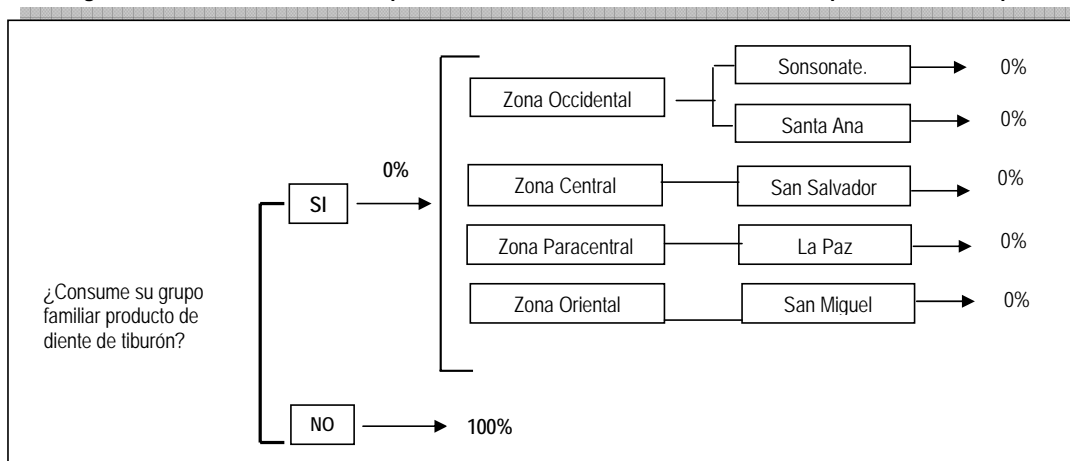 Sonsonate.
0%
Zona Occidental
Santa Ana
0%
0%
SI
Zona Central
San Salvador
0%
Zona Paracentral
La Paz
0%
¿Consume su grupo
familiar producto de
diente de tiburón?
Zona Oriental
San Miguel
0%
NO
100%